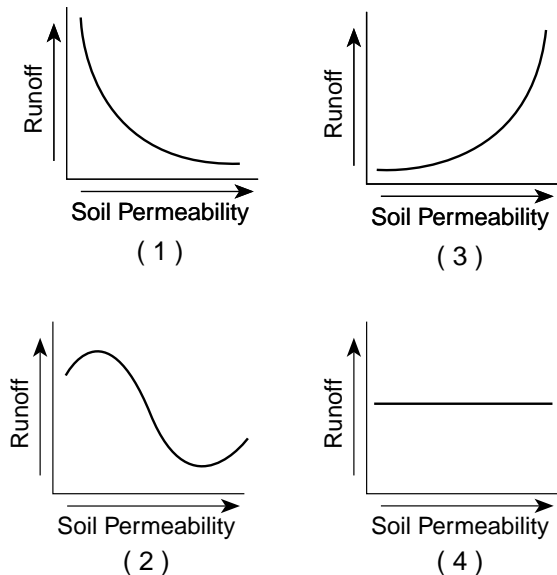 Runoff
Soil Permeability
( 1 )
Runoff
Soil Permeability
( 3 )
Runoff
Soil Permeability
( 2 )
Runoff
Soil Permeability
( 4 )